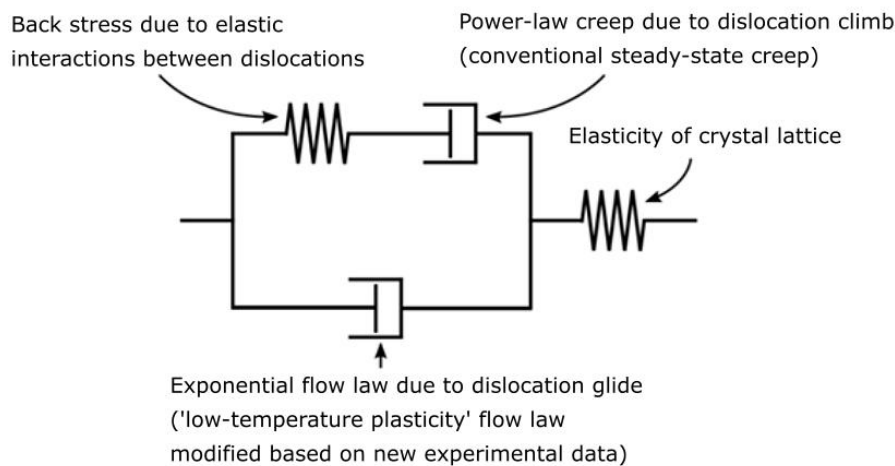 Back stress due to elastic
interactions between dislocations
Power-law creep due to dislocation climb
(conventional steady-state creep)
Elasticity of crystal lattice
Exponential flow law due to dislocation glide
('low-temperature plasticity' flow law
modified based on new experimental data)